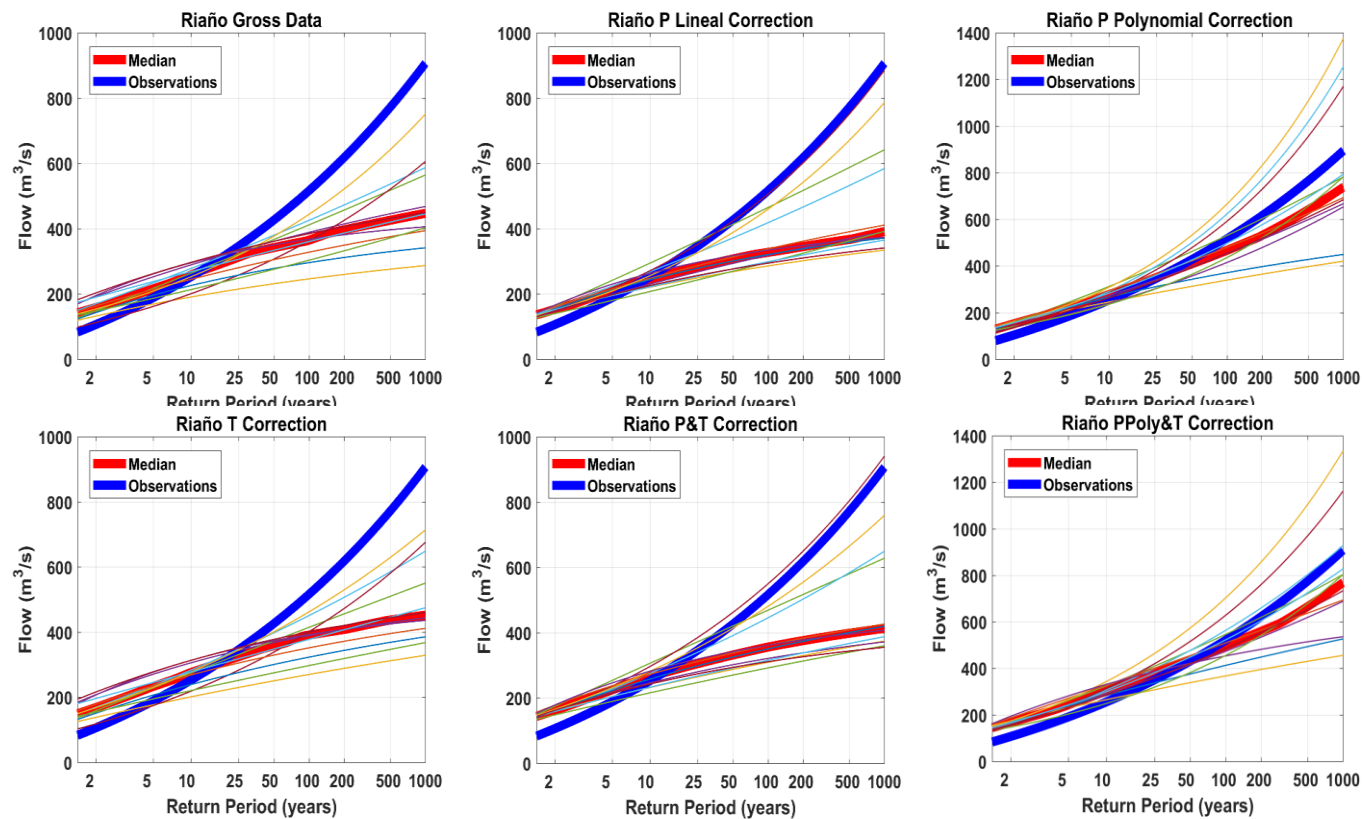 Riaño Gross Data
Flow (m³/s)
1000
800
600
400
200
0
Median
Observations
2 5 10 25 50 100 200 500 1000
Return Period (years)
Riaño P Lineal Correction
Flow (m³/s)
1000
800
600
400
200
0
Median
Observations
2 5 10 25 50 100 200 500 1000
Return Period (years)
Riaño P Polynomial Correction
Flow (m³/s)
1400
1200
1000
800
600
400
200
0
Median
Observations
2 5 10 25 50 100 200 500 1000
Return Period (years)
Riaño T Correction
Flow (m³/s)
1000
800
600
400
200
0
Median
Observations
2 5 10 25 50 100 200 500 1000
Return Period (years)
Riaño P&T Correction
Flow (m³/s)
1000
800
600
400
200
0
Median
Observations
2 5 10 25 50 100 200 500 1000
Return Period (years)
Riaño PPoly&T Correction
Flow (m³/s)
1400
1200
1000
800
600
400
200
0
Median
Observations
2 5 10 25 50 100 200 500 1000
Return Period (years)